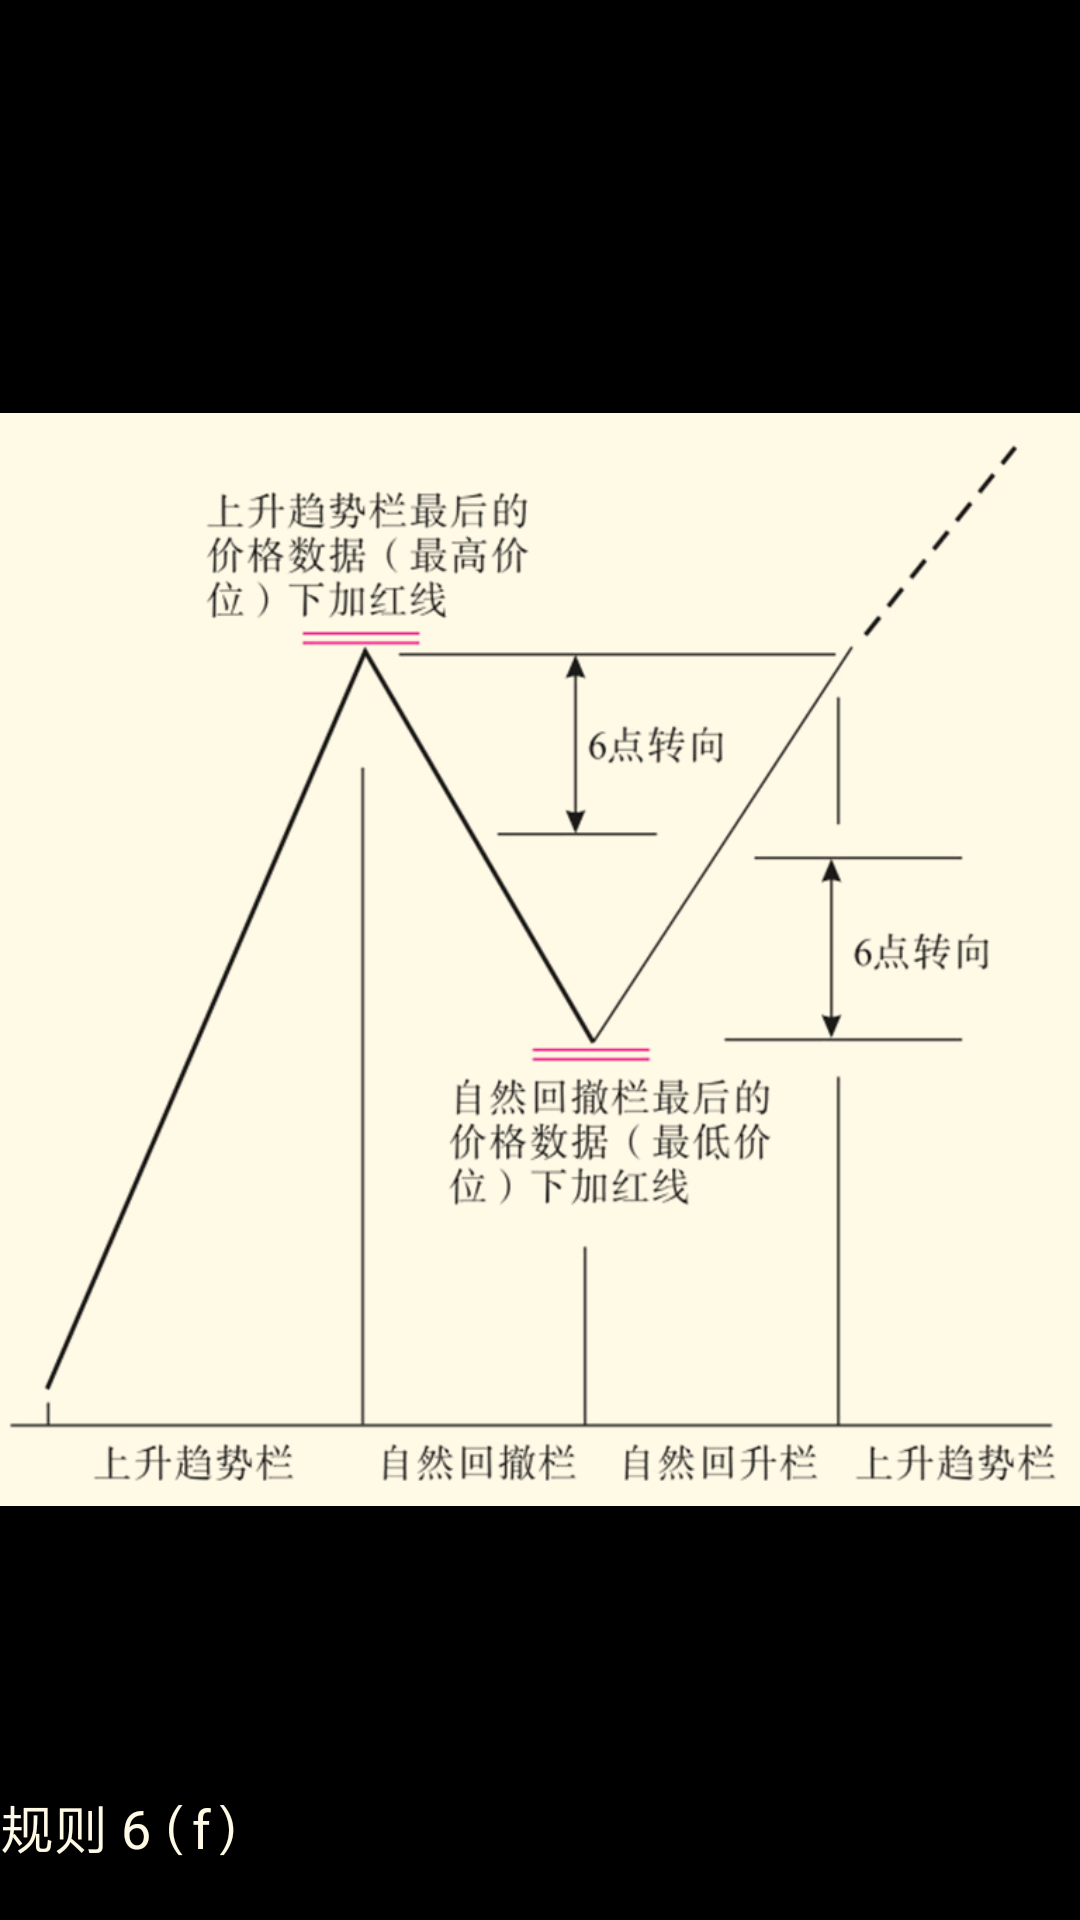 上升趋势栏最后的
价格数据（最高价
位）下加红线
6点转向
6点转向
自然回撤栏最后的
价格数据（最低价
位）下加红线
上升趋势栏
自然回撤栏
自然回升栏
上升趋势栏
规则 6 (f)